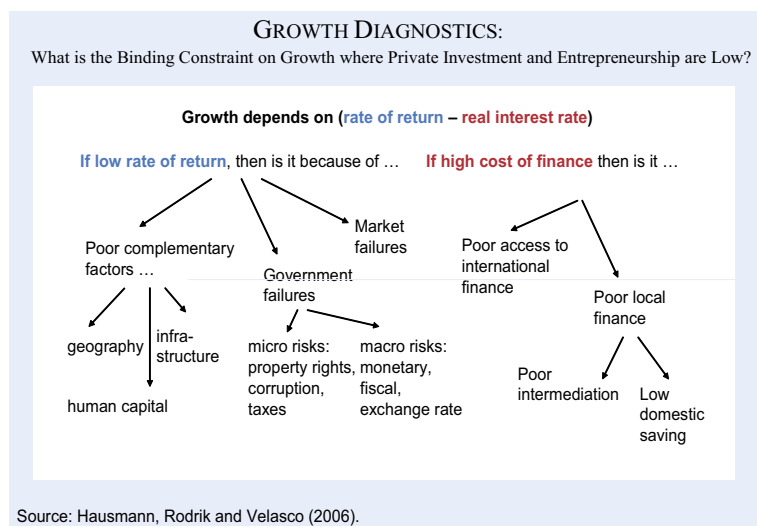 GROWTH DIAGNOSTICS:
What is the Binding Constraint on Growth where Private Investment and Entrepreneurship are Low?
Growth depends on (rate of return – real interest rate)
If low rate of return, then is it because of …
If high cost of finance then is it …
Poor complementary
factors …
geography
infra-
structure
human capital
Government
failures
micro risks:
property rights,
corruption,
taxes
macro risks:
monetary,
fiscal,
exchange rate
Market
failures
Poor access to
international
finance
Poor local
finance
Poor
intermediation
Low
domestic
saving
Source: Hausmann, Rodrik and Velasco (2006).